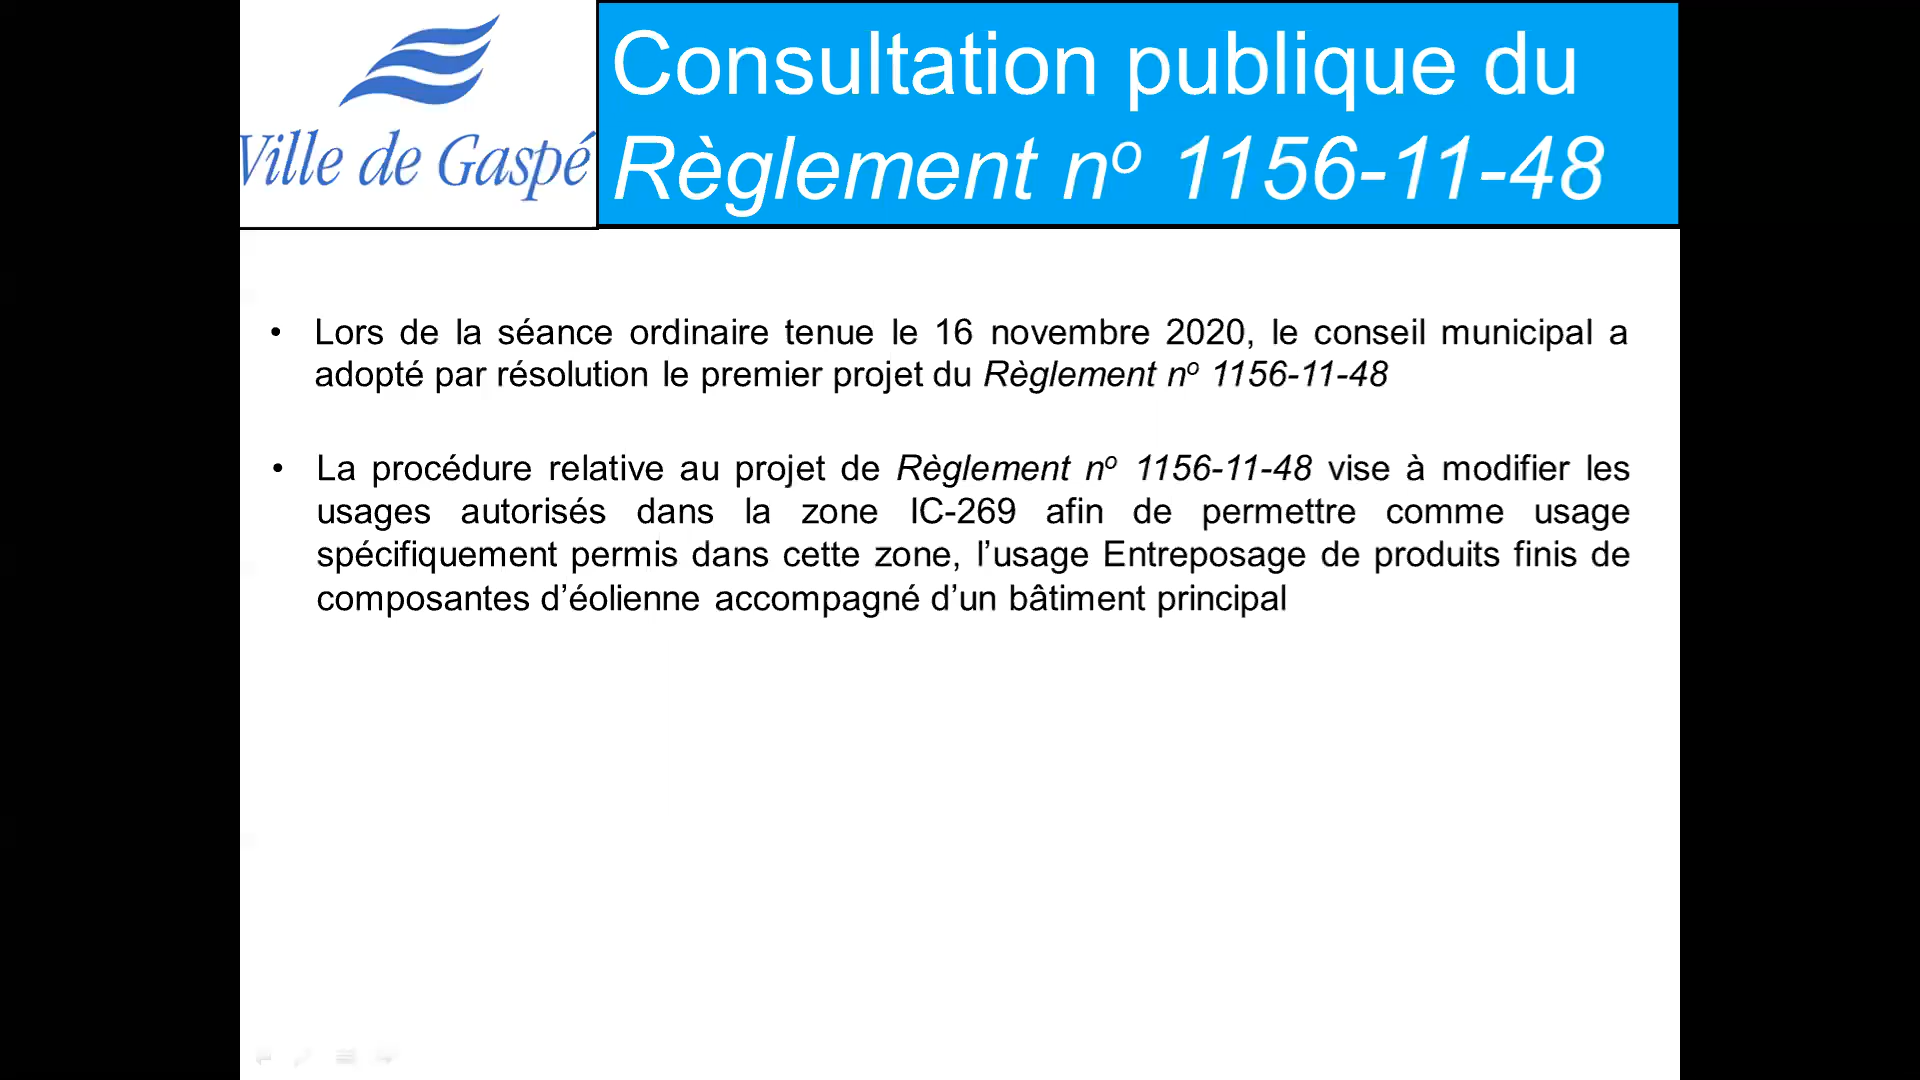 Ville de Gaspé
Consultation publique du
Règlement nº 1156-11-48
• Lors de la séance ordinaire tenue le 16 novembre 2020, le conseil municipal a
adopté par résolution le premier projet du Règlement nº 1156-11-48
• La procédure relative au projet de Règlement nº 1156-11-48 vise à modifier les
usages autorisés dans la zone IC-269 afin de permettre comme usage
spécifiquement permis dans cette zone, l’usage Entreposage de produits finis de
composantes d’éolienne accompagné d’un bâtiment principal